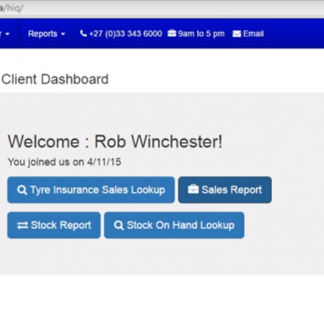 a/hiq/
Reports +27 (0)33 343 6000 9am to 5 pm Email
Client Dashboard
Welcome : Rob Winchester!
You joined us on 4/11/15
Tyre Insurance Sales Lookup Sales Report
Stock Report Stock On Hand Lookup